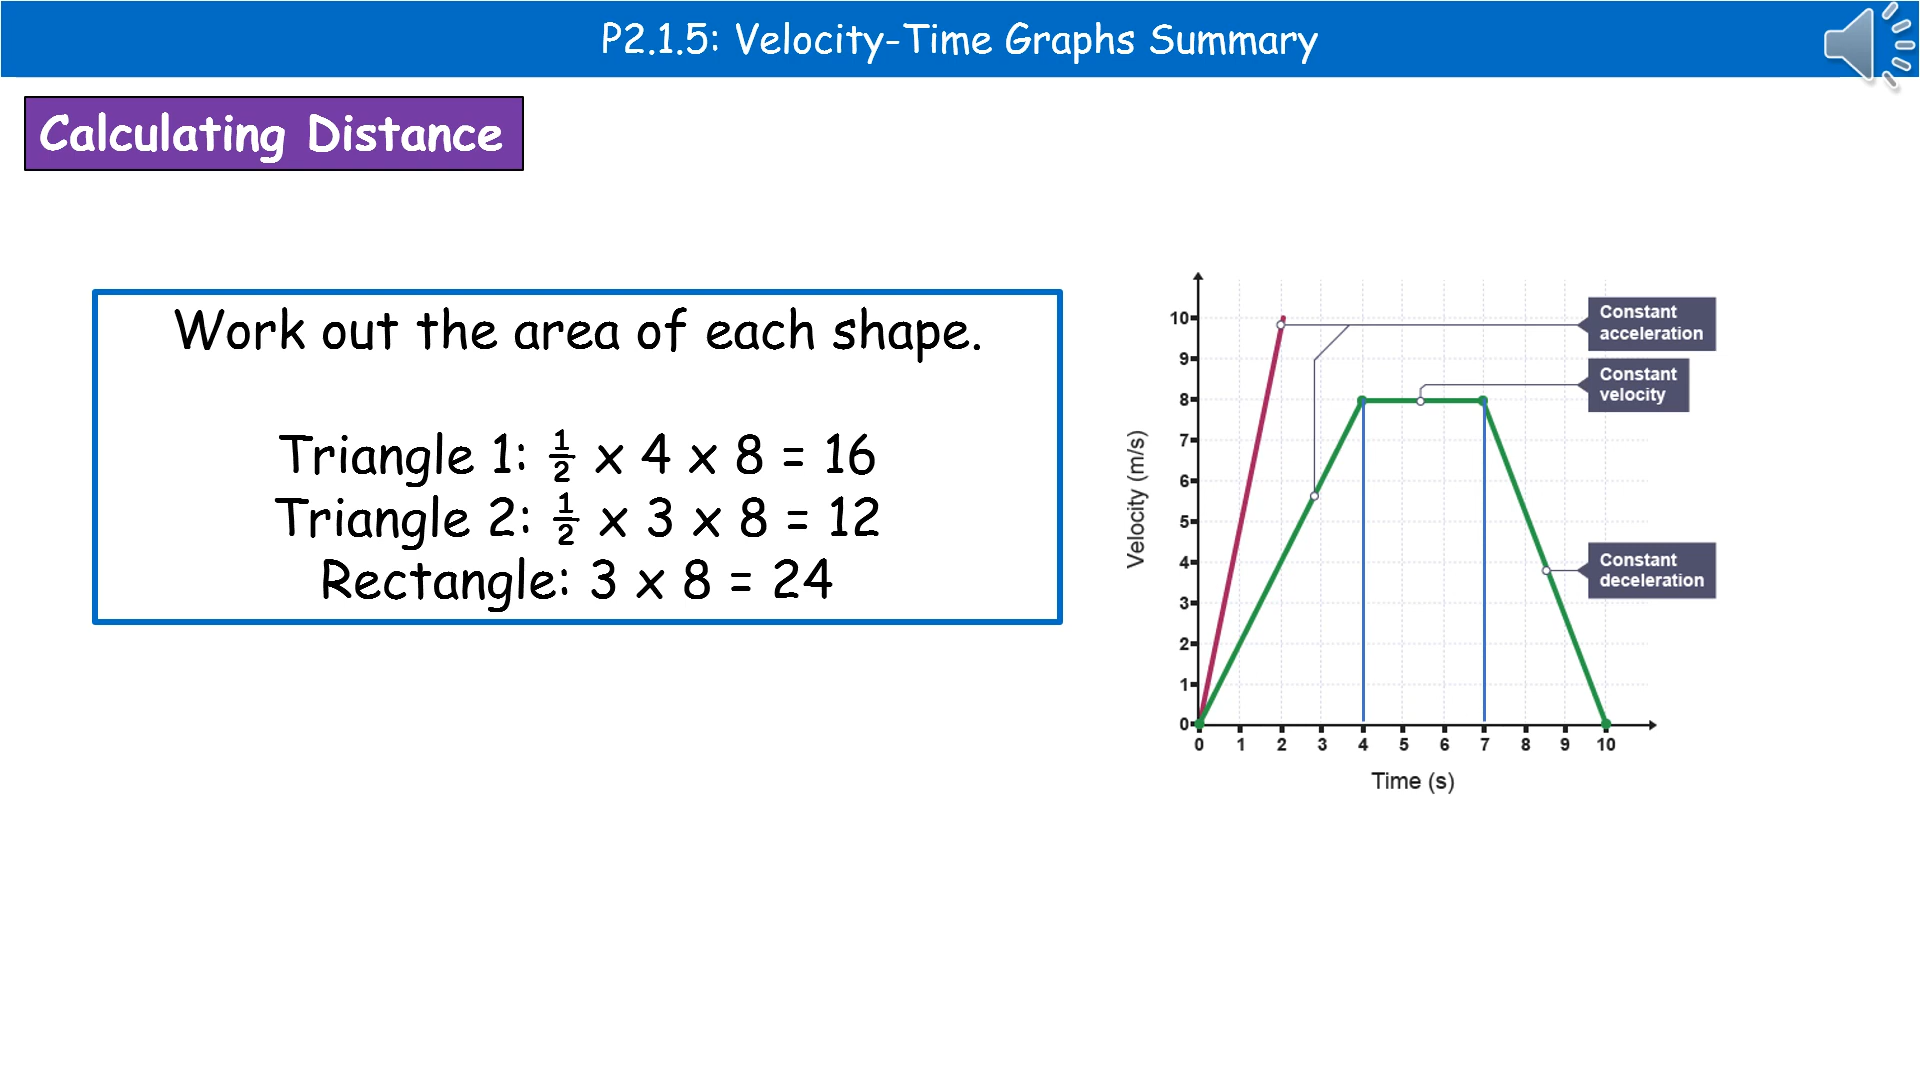 P2.1.5: Velocity-Time Graphs Summary
Calculating Distance
Work out the area of each shape.
Triangle 1: ½ x 4 x 8 = 16
Triangle 2: ½ x 3 x 8 = 12
Rectangle: 3 x 8 = 24
Velocity (m/s)
10
9
8
7
6
5
4
3
2
1
0
0 1 2 3 4 5 6 7 8 9 10
Time (s)
Constant
acceleration
Constant
velocity
Constant
deceleration